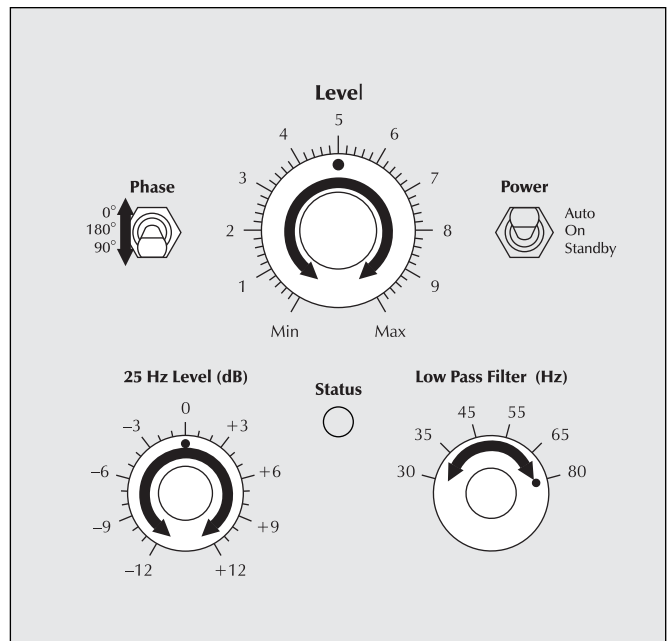 Level
5
4
6
3
7
2
8
1
9
Min
Max
Phase
0°
180°
90°
Power
Auto
On
Standby
25 Hz Level (dB)
0
–3
+3
–6
+6
–9
+9
–12
+12
Status
Low Pass Filter (Hz)
45
55
35
65
30
80